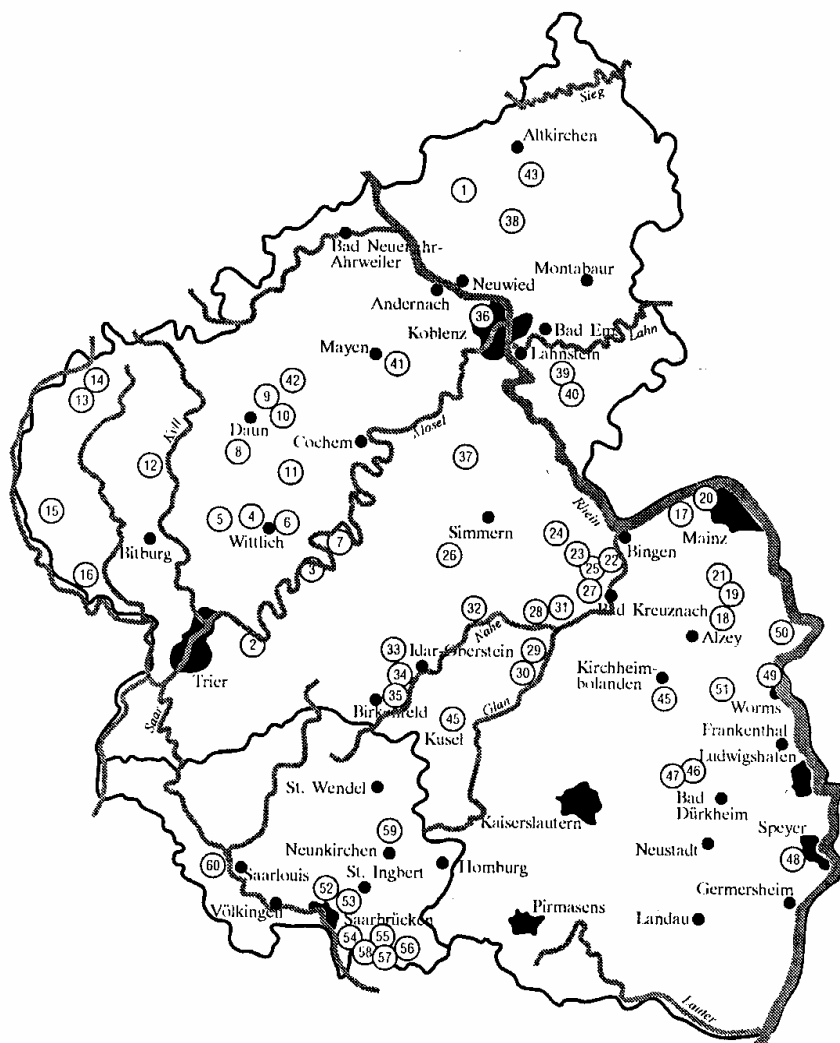 Sieg
Altkirchen
43
1
38
Bad Neuenahr-
Ahrweiler
Neuwied
Montabaur
Andernach
36
Koblenz
Bad Em
Lahn
Lahnstein
Mayen
41
39
40
14
13
42
9
10
Kyll
Daun
8
Cochem
Mosel
12
11
37
Rhein
15
5
4
6
Wittlich
Bitburg
7
3
Simmern
26
24
23
22
25
Bingen
17
20
Mainz
16
27
21
19
18
Bad Kreuznach
32
28
31
Nahe
2
Trier
33
Idar-Oberstein
34
35
29
30
Alzey
50
Kirchheim-
bolanden
45
51
49
Worms
Saar
Birkenfeld
Glan
45
Kusel
Frankenthal
Ludwigshafen
47
46
Bad
Dürkheim
St. Wendel
Kaiserslautern
59
Neunkirchen
Speyer
48
Neustadt
60
Saarlouis
St. Ingbert
Homburg
52
53
Völkingen
Saarbrücken
Germersheim
Pirmasens
Landau
54
55
56
58
57
Lauter